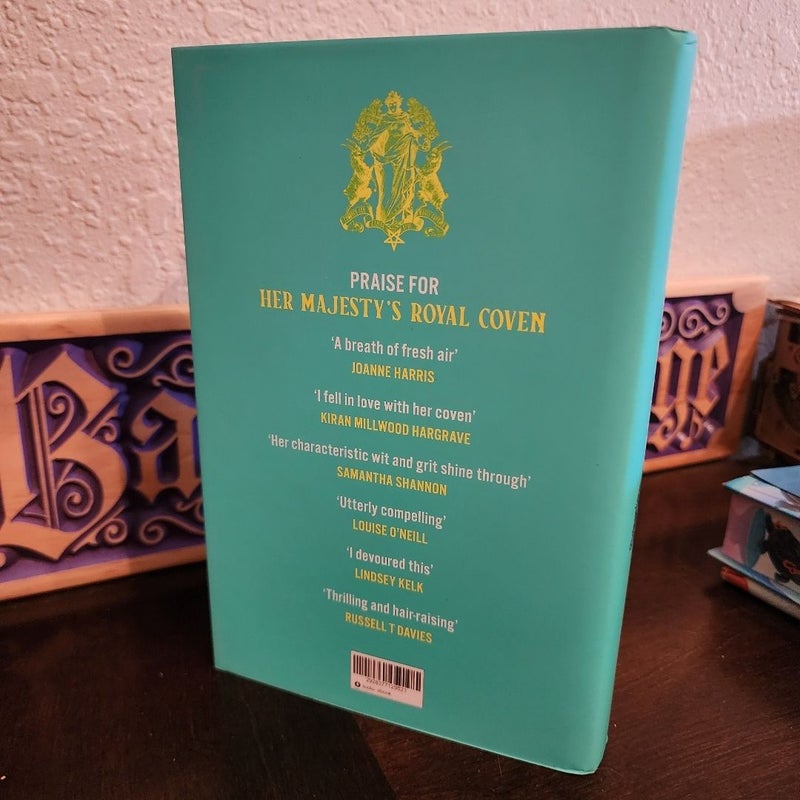 PRAISE FOR
HER MAJESTY'S ROYAL COVEN
'A breath of fresh air'
JOANNE HARRIS
'I fell in love with her coven'
KIRAN MILLWOOD HARGRAVE
'Her characteristic wit and grit shine through'
SAMANTHA SHANNON
'Utterly compelling'
LOUISE O'NEILL
'I devoured this'
LINDSEY KELK
'Thrilling and hair-raising'
RUSSELL T DAVIES
Ba
ge